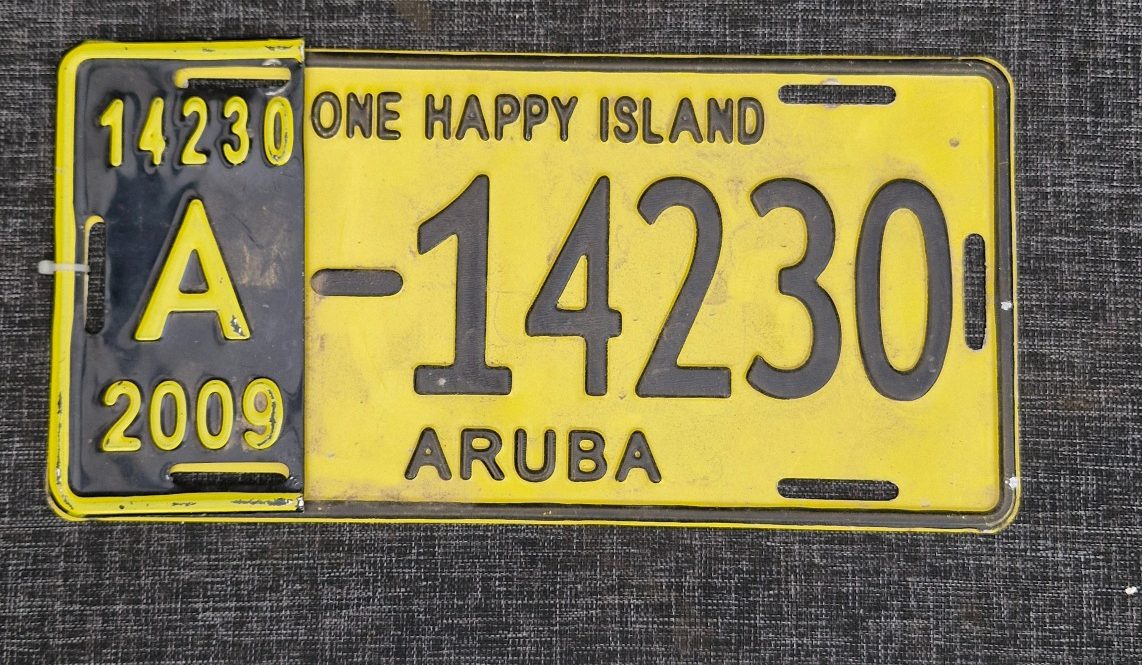 14230
A
2009
ONE HAPPY ISLAND
-14230
ARUBA